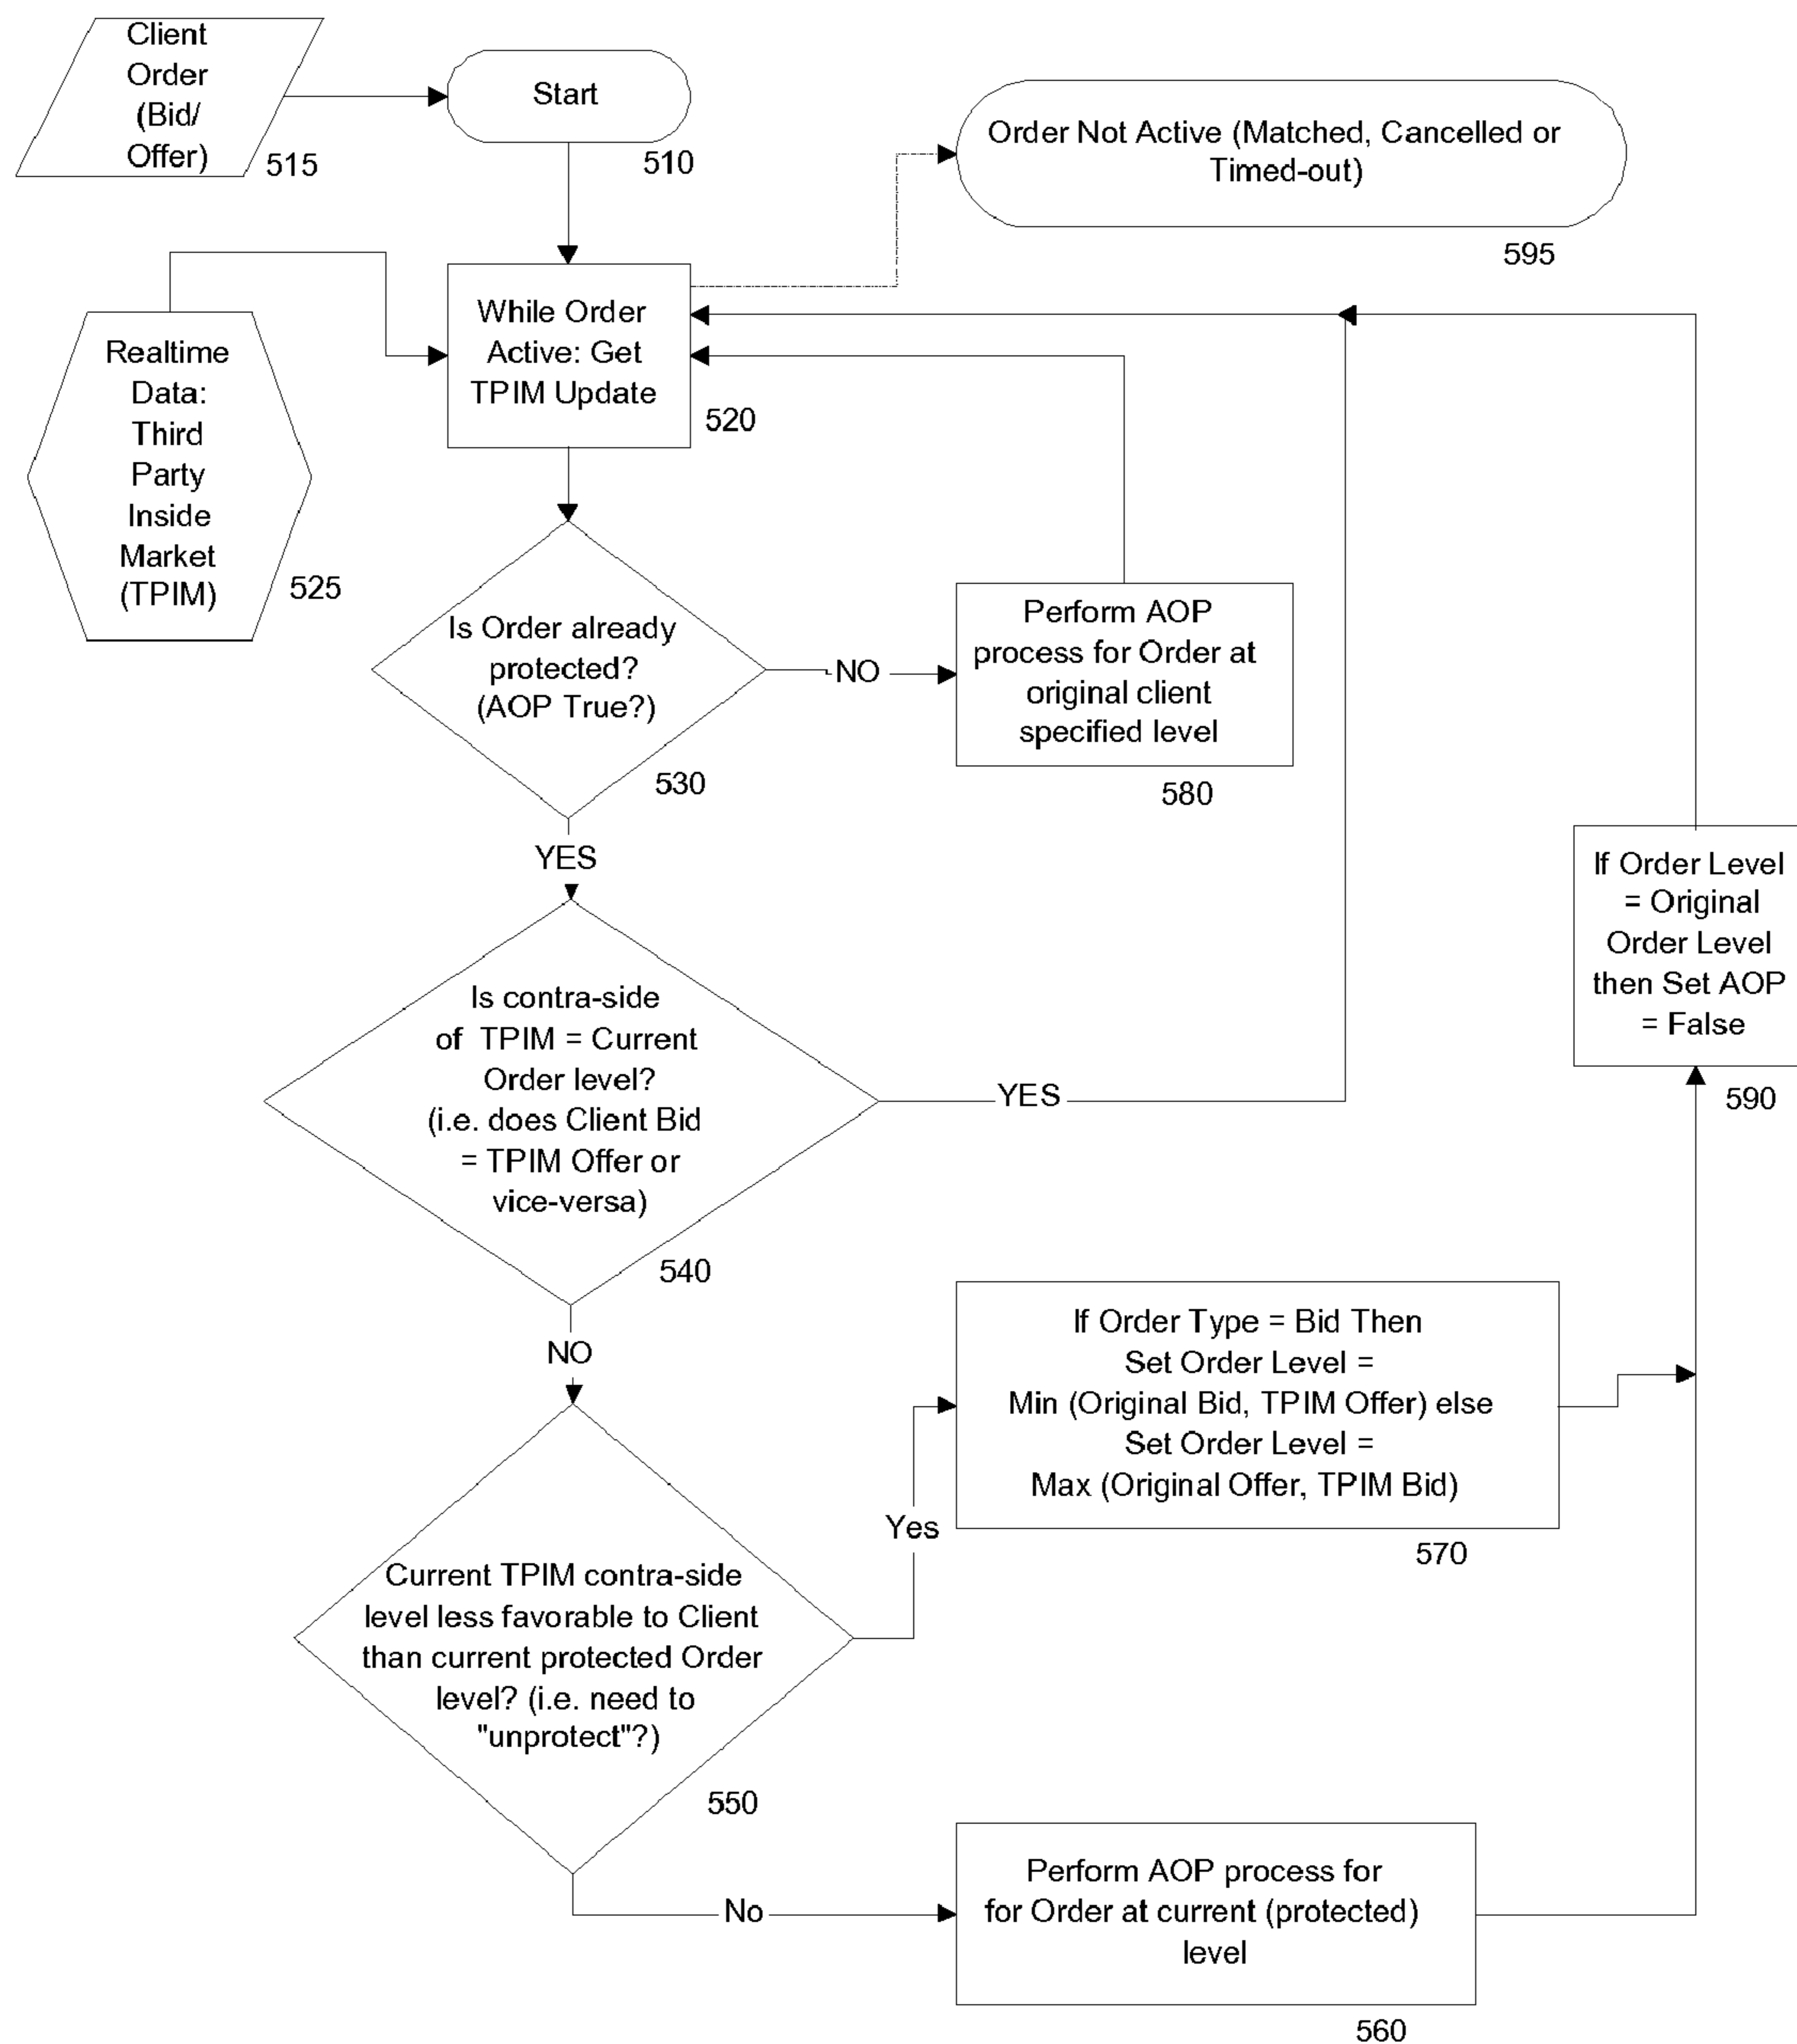 Client
Order
(Bid/
Offer)
515
Start
510
Order Not Active (Matched, Cancelled or
Timed-out)
595
While Order
Active: Get
TPIM Update
520
Realtime
Data:
Third
Party
Inside
Market
(TPIM)
525
Is Order already
protected?
(AOP True?)
530
NO
Perform AOP
process for Order at
original client
specified level
580
YES
Is contra-side
of TPIM = Current
Order level?
(i.e. does Client Bid
= TPIM Offer or
vice-versa)
540
YES
If Order Level
= Original
Order Level
then Set AOP
= False
590
NO
If Order Type = Bid Then
Set Order Level =
Min (Original Bid, TPIM Offer) else
Set Order Level =
Max (Original Offer, TPIM Bid)
570
Yes
Current TPIM contra-side
level less favorable to Client
than current protected Order
level? (i.e. need to
"unprotect"?)
550
No
Perform AOP process for
for Order at current (protected)
level
560